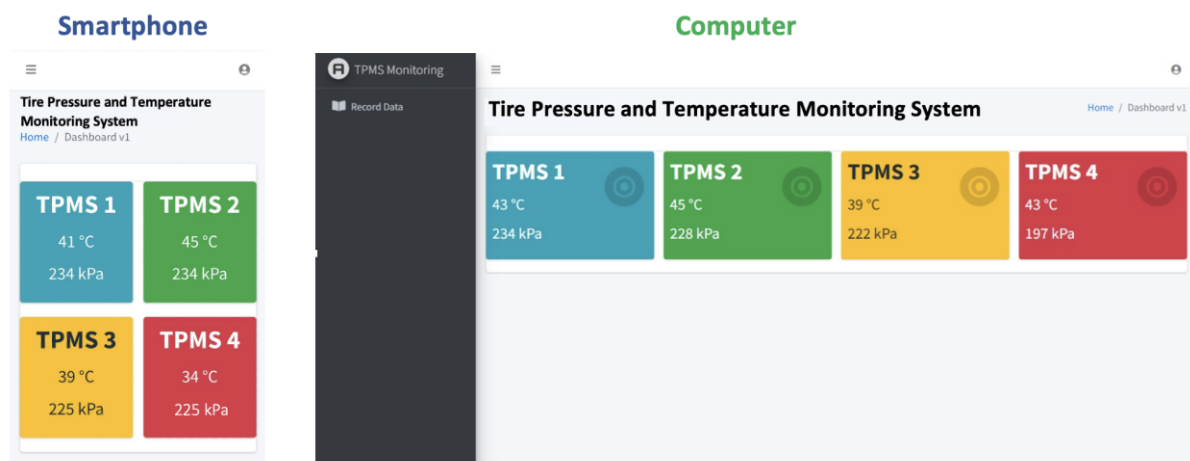 Smartphone
Tire Pressure and Temperature
Monitoring System
Home / Dashboard v1
TPMS 1
41 °C
234 kPa
TPMS 2
45 °C
234 kPa
TPMS 3
39 °C
225 kPa
TPMS 4
34 °C
225 kPa
Computer
TPMS Monitoring
Record Data
Tire Pressure and Temperature Monitoring System
Home / Dashboard v1
TPMS 1
43 °C
234 kPa
TPMS 2
45 °C
228 kPa
TPMS 3
39 °C
222 kPa
TPMS 4
43 °C
197 kPa